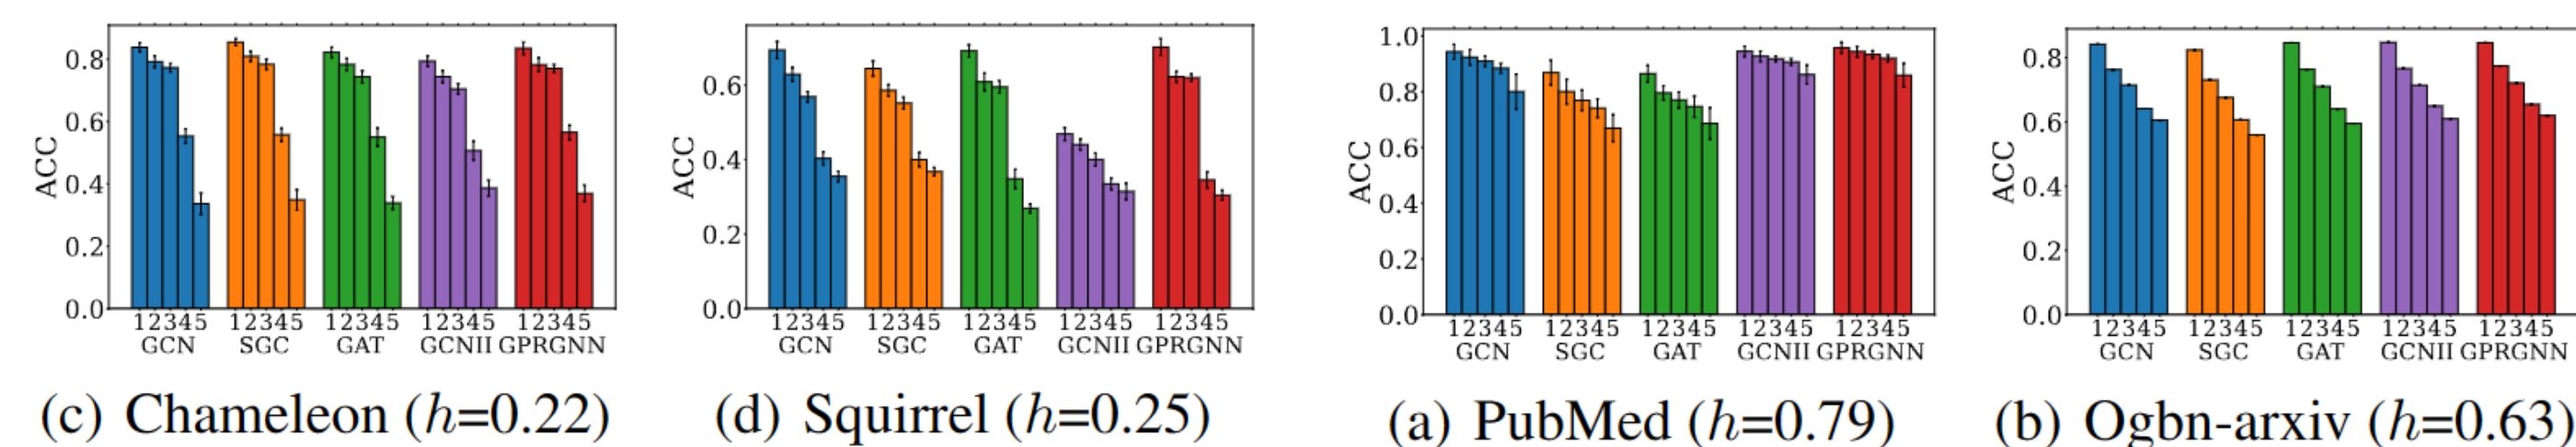 ACC
0.8
0.6
0.4
0.2
0.0
12345 12345 12345 12345 12345
GCN SGC GAT GCNII GPRGNN
(c) Chameleon (h=0.22)
ACC
0.6
0.4
0.2
0.0
12345 12345 12345 12345 12345
GCN SGC GAT GCNII GPRGNN
(d) Squirrel (h=0.25)
ACC
1.0
0.8
0.6
0.4
0.2
0.0
12345 12345 12345 12345 12345
GCN SGC GAT GCNII GPRGNN
(a) PubMed (h=0.79)
ACC
0.8
0.6
0.4
0.2
0.0
12345 12345 12345 12345 12345
GCN SGC GAT GCNII GPRGNN
(b) Ogbn-arxiv (h=0.63)